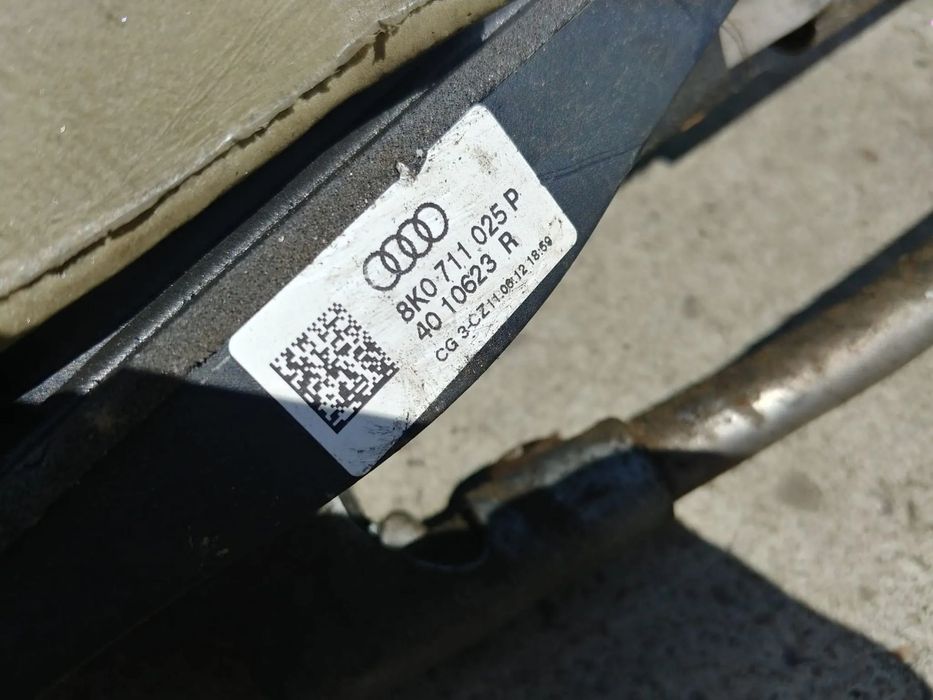 8K0 711 025 P
40 10623 R
CG 3-CZ 11.06.12 18:59